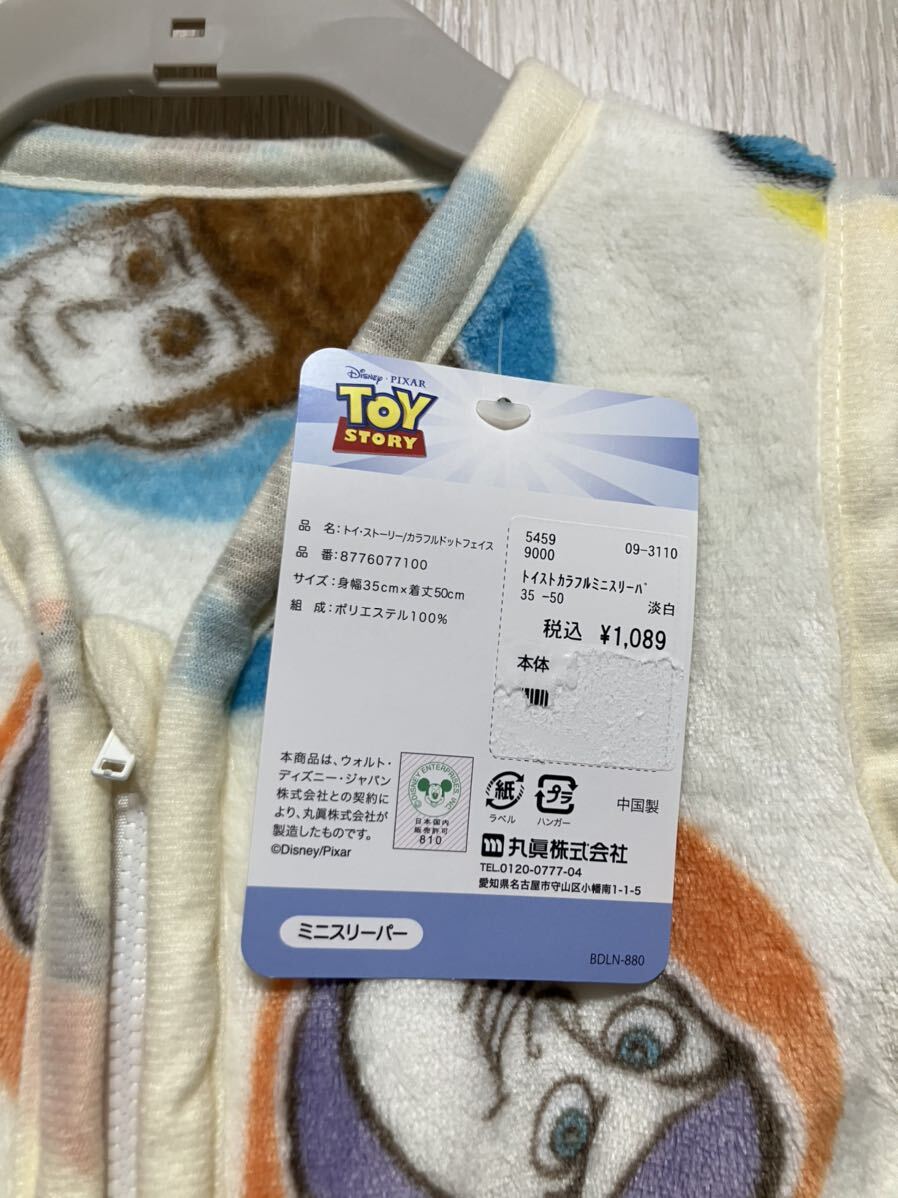 Disney・PIXAR
TOY
STORY
品 名：トイ・ストーリー/カラフルドットフェイス
品 番：8776077100
サイズ：身幅35cm×着丈50cm
組 成：ポリエステル100%
5459
9000 09-3110
トイストカラフルミニスリーパ
35 -50 淡白
税込 ¥1,089
本体
本商品は、ウォルト・
ディズニー・ジャパン
株式会社との契約に
より、丸眞株式会社が
製造したものです。
©Disney/Pixar
©DISNEY ENTERPRISES, INC.
日本国内
販売許可
810
紙
ラベル
プラ
ハンガー
中国製
丸眞株式会社
TEL.0120-0777-04
愛知県名古屋市守山区小幡南1-1-5
ミニスリーパー
BDLN-880